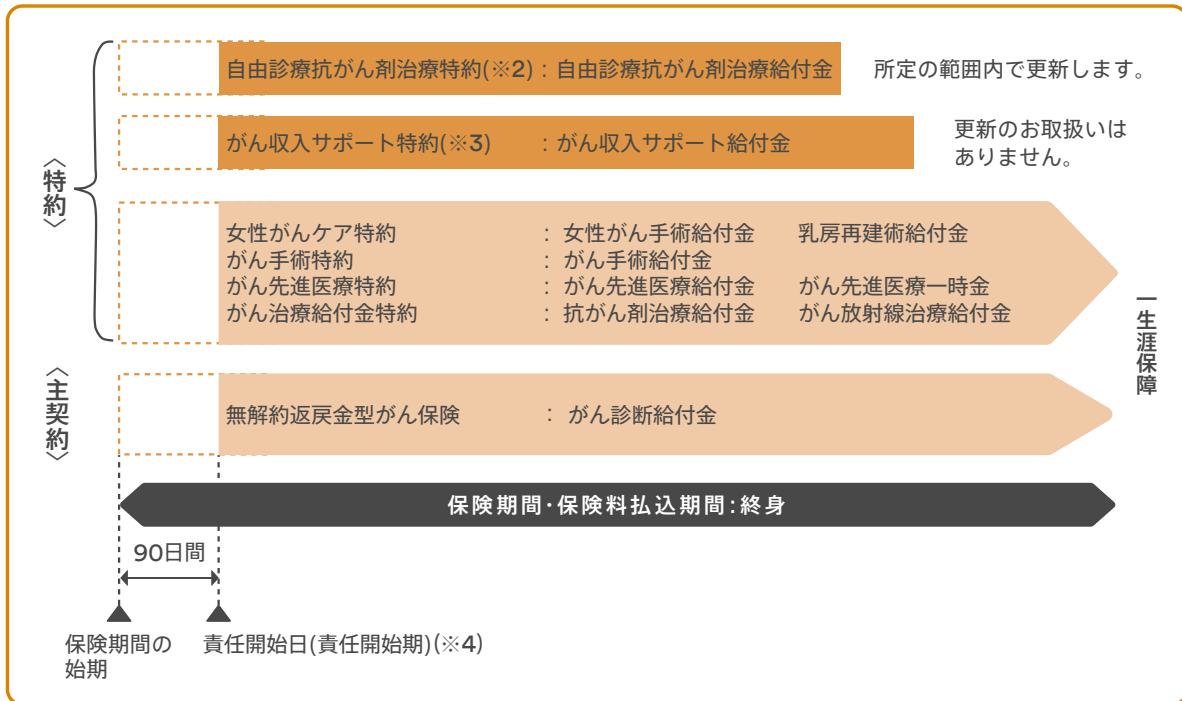 自由診療抗がん剤治療特約(※2) : 自由診療抗がん剤治療給付金
所定の範囲内で更新します。
がん収入サポート特約(※3) : がん収入サポート給付金
更新のお取扱いは
ありません。
〈特約〉
女性がんケア特約 : 女性がん手術給付金 乳房再建術給付金
がん手術特約 : がん手術給付金
がん先進医療特約 : がん先進医療給付金 がん先進医療一時金
がん治療給付金特約 : 抗がん剤治療給付金 がん放射線治療給付金
一生涯保障
〈主契約〉
無解約返戻金型がん保険 : がん診断給付金
保険期間・保険料払込期間:終身
90日間
保険期間の
始期
責任開始日(責任開始期)(※4)